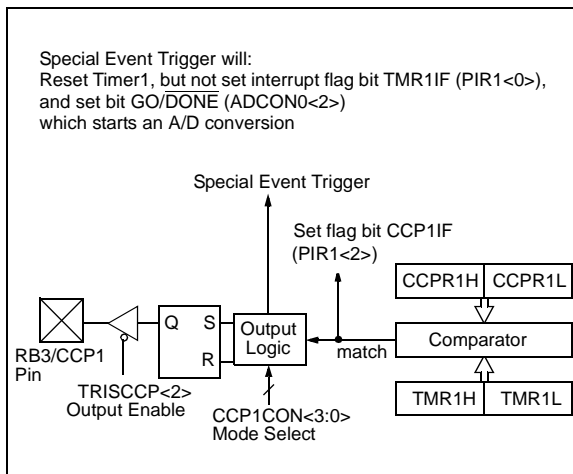 Special Event Trigger will:
Reset Timer1, but not set interrupt flag bit TMR1IF (PIR1<0>),
and set bit GO/DONE (ADCON0<2>)
which starts an A/D conversion
Special Event Trigger
Set flag bit CCP1IF
(PIR1<2>)
CCPR1H CCPR1L
Q S Output
Logic
R
Comparator
match
RB3/CCP1
Pin
TRISCCP<2>
Output Enable
CCP1CON<3:0>
Mode Select
TMR1H TMR1L